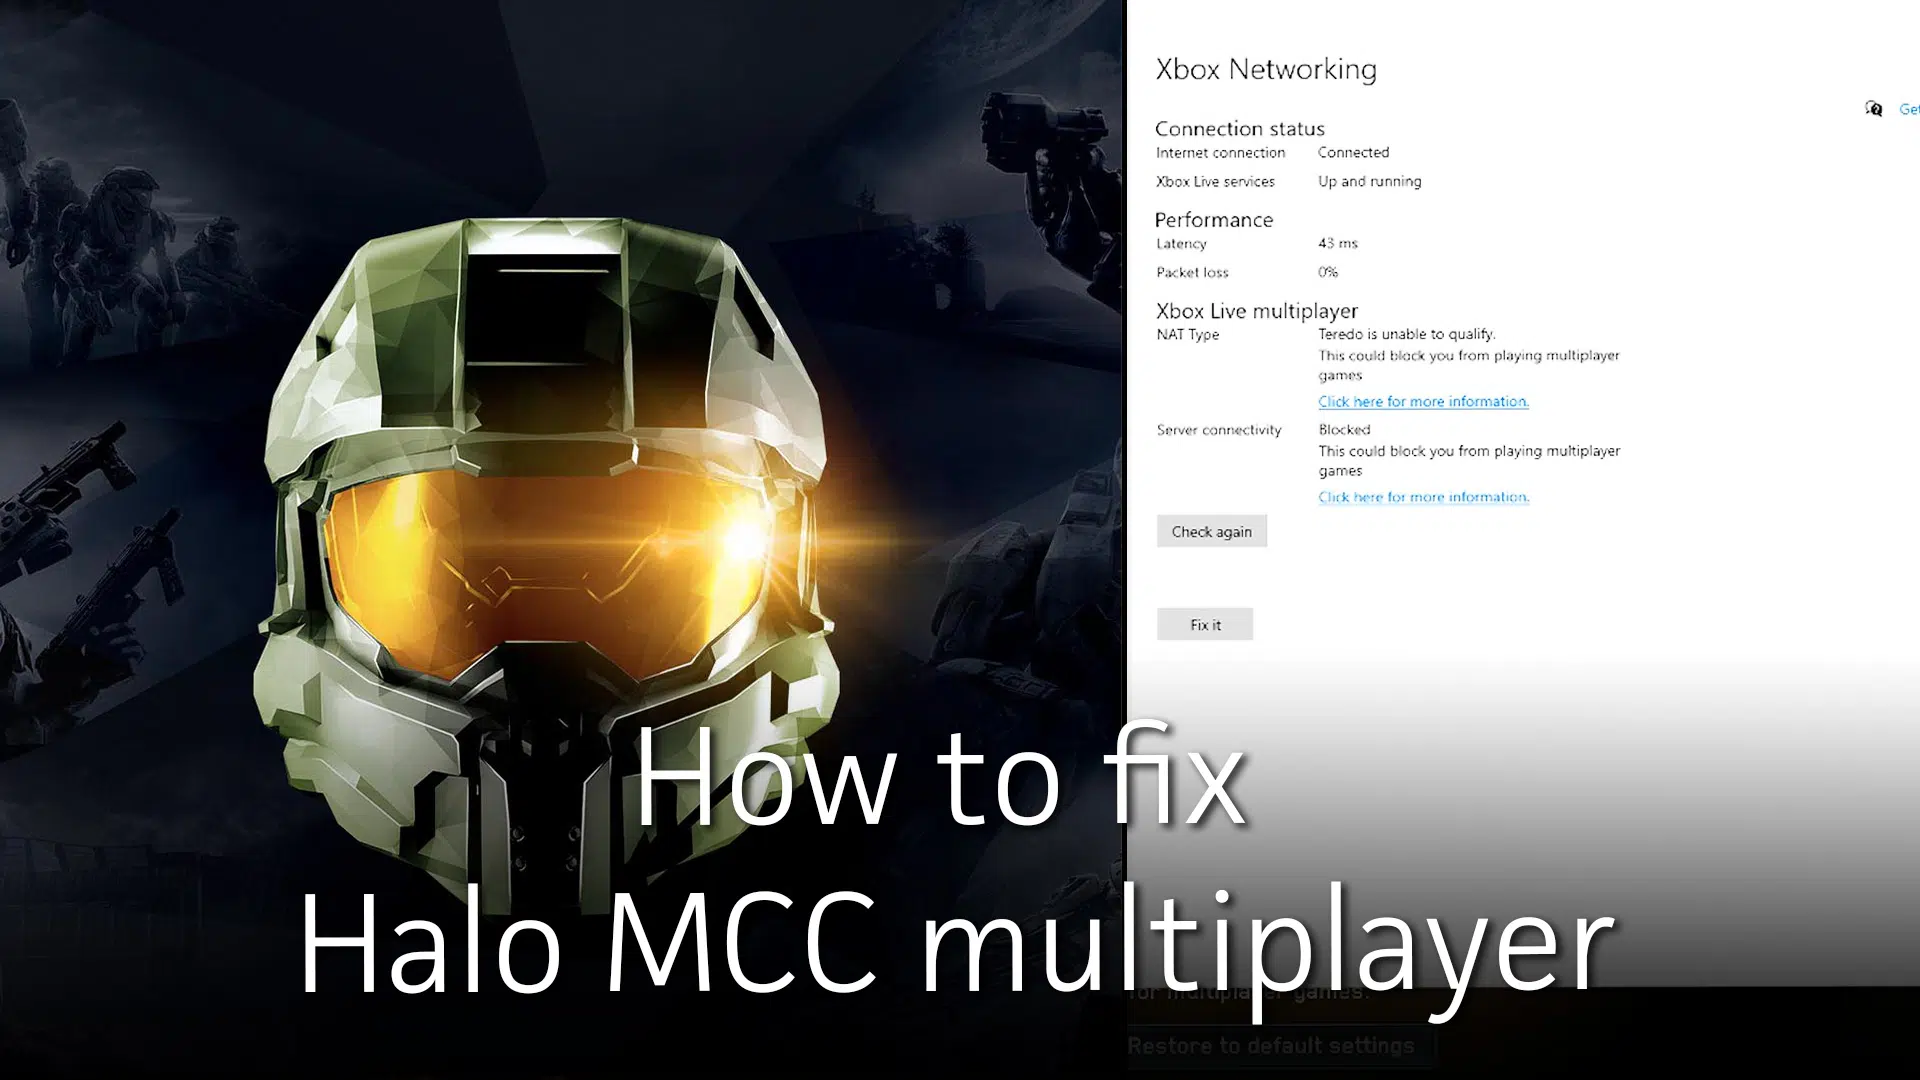 Xbox Networking
Get
Connection status
Internet connection Connected
Xbox Live services Up and running
Performance
Latency 43 ms
Packet loss 0%
Xbox Live multiplayer
NAT Type Teredo is unable to qualify.
This could block you from playing multiplayer
games
Click here for more information.
Server connectivity Blocked
This could block you from playing multiplayer
games
Click here for more information.
Check again
Fix it
How to fix
Halo MCC multiplayer
for multiplayer games.
Restore to default settings